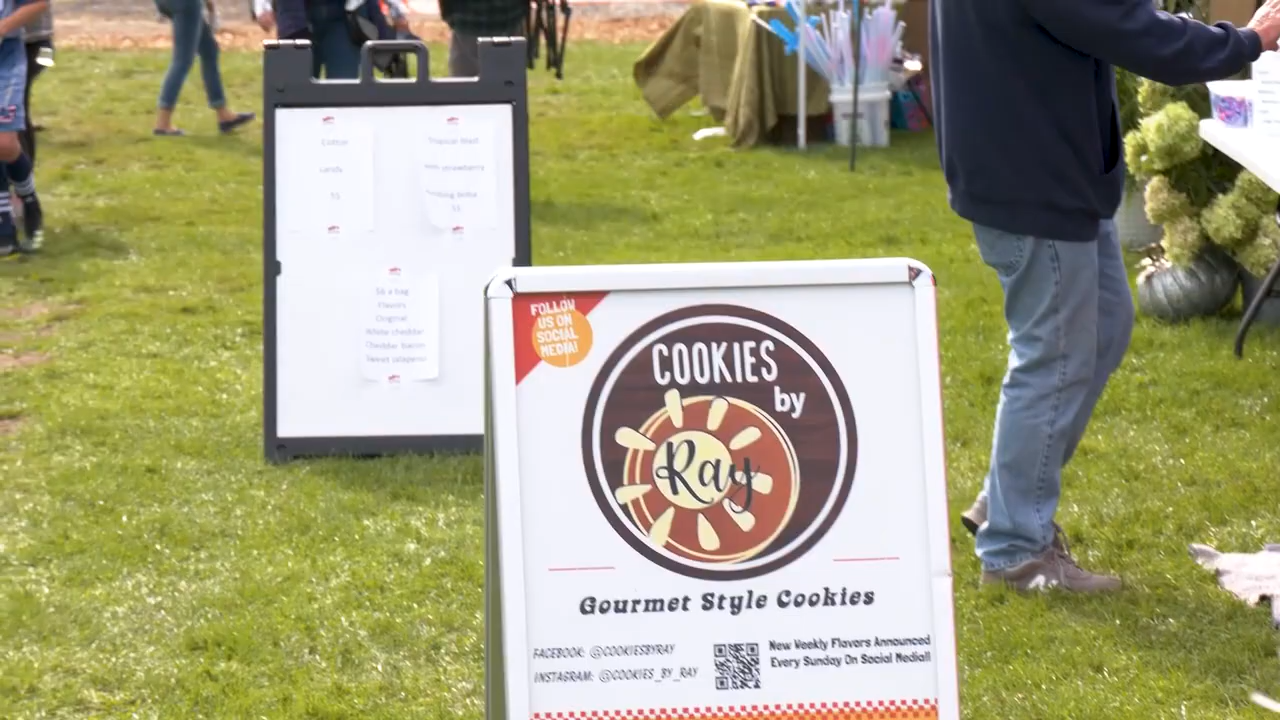 Cotton
candy
$5
Tropical Blast
strawberry
$5
$6 a bag
Flavors
Original
White cheddar
Cheddar bacon
Sweet jalapeno
FOLLOW
US ON
SOCIAL
MEDIA!
COOKIES
by
Ray
Gourmet Style Cookies
FACEBOOK: @COOKIESBYRAY
INSTAGRAM: @COOKIES_BY_RAY
New Weekly Flavors Announced
Every Sunday On Social Media!!